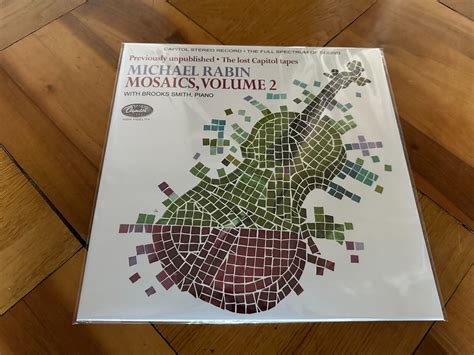 CAPITOL STEREO RECORD • THE FULL SPECTRUM OF SOUND
Previously unpublished • The lost Capitol tapes
MICHAEL RABIN
MOSAICS, VOLUME 2
WITH BROOKS SMITH, PIANO
Capitol